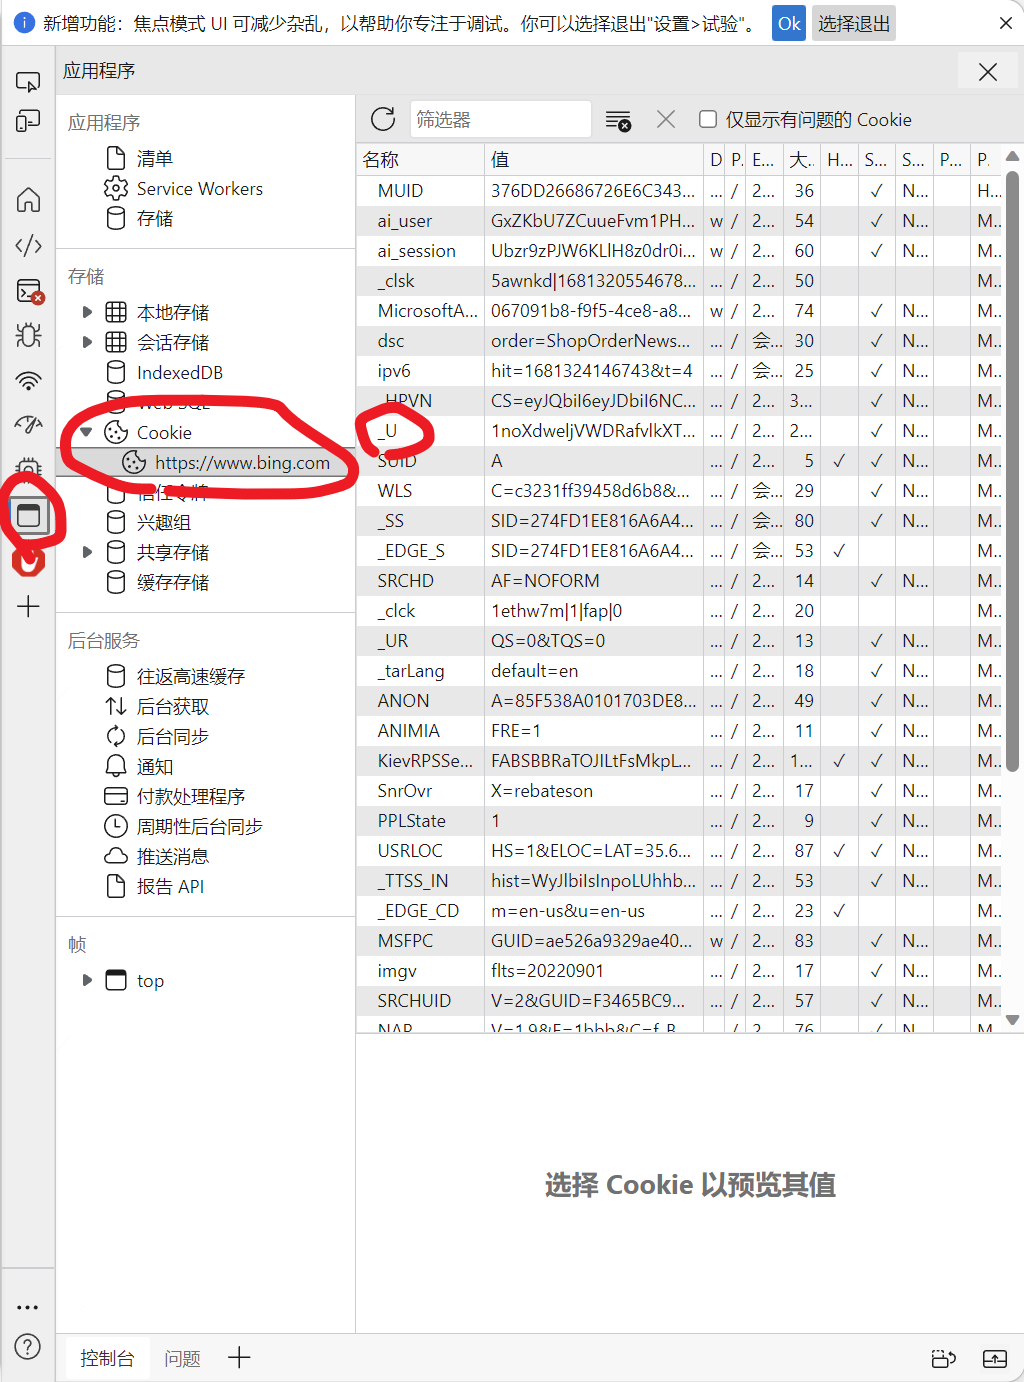 新增功能：焦点模式 UI 可减少杂乱，以帮助你专注于调试。你可以选择退出"设置>试验"。 Ok 选择退出
应用程序
应用程序
清单
Service Workers
存储
存储
本地存储
会话存储
IndexedDB
Web SQL
Cookie
https://www.bing.com
信任令牌
兴趣组
共享存储
缓存存储
后台服务
往返高速缓存
后台获取
后台同步
通知
付款处理程序
周期性后台同步
推送消息
报告 API
帧
top
筛选器 仅显示有问题的 Cookie
名称 值 D P. E... 大.. H... S... S... P... P.
MUID 376DD26686726E6C343... ... / 2... 36 ✓ N... H...
ai_user GxZKbU7ZCuueFvm1PH... w / 2... 54 ✓ N... M..
ai_session Ubzr9zPJW6KLlH8z0dr0i... w / 2... 60 ✓ N... M..
_clsk 5awnkd|1681320554678... ... / 2... 50 M..
MicrosoftA... 067091b8-f9f5-4ce8-a8... w / 2... 74 ✓ N... M..
dsc order=ShopOrderNews... ... / 会... 30 ✓ N... M..
ipv6 hit=1681324146743&t=4 ... / 会... 25 ✓ N... M..
_HPVN CS=eyJQbiI6eyJDbiI6NC... ... / 2... 3... ✓ N... M..
_U 1noXdweljVWDRafvlkXT... ... / 2... 2... ✓ N... M..
SUID A ... / 2... 5 ✓ ✓ N... M..
WLS C=c3231ff39458d6b8&... ... / 会... 29 ✓ N... M..
_SS SID=274FD1EE816A6A4... ... / 会... 80 ✓ N... M..
_EDGE_S SID=274FD1EE816A6A4... ... / 会... 53 ✓ M..
SRCHD AF=NOFORM ... / 2... 14 ✓ N... M..
_clck 1ethw7m|1|fap|0 ... / 2... 20 M..
_UR QS=0&TQS=0 ... / 2... 13 ✓ N... M..
_tarLang default=en ... / 2... 18 ✓ N... M..
ANON A=85F538A0101703DE8... ... / 2... 49 ✓ N... M..
ANIMIA FRE=1 ... / 2... 11 ✓ N... M..
KievRPSSe... FABSBBRaTOJILtFsMkpL... ... / 2... 1... ✓ ✓ N... M..
SnrOvr X=rebateson ... / 2... 17 ✓ N... M..
PPLState 1 ... / 2... 9 ✓ N... M..
USRLOC HS=1&ELOC=LAT=35.6... ... / 2... 87 ✓ ✓ N... M..
_TTSS_IN hist=WyJlbiIsInpoLUhhb... ... / 2... 53 ✓ N... M..
_EDGE_CD m=en-us&u=en-us ... / 2... 23 ✓ M..
MSFPC GUID=ae526a9329ae40... w / 2... 83 ✓ N... M..
imgv flts=20220901 ... / 2... 17 ✓ N... M..
SRCHUID V=2&GUID=F3465BC9... ... / 2... 57 ✓ N... M..
NAP V=1.9&E=1bbb&C=f_B... ... / 2... 76 ✓ N... M..
选择 Cookie 以预览其值
控制台 问题